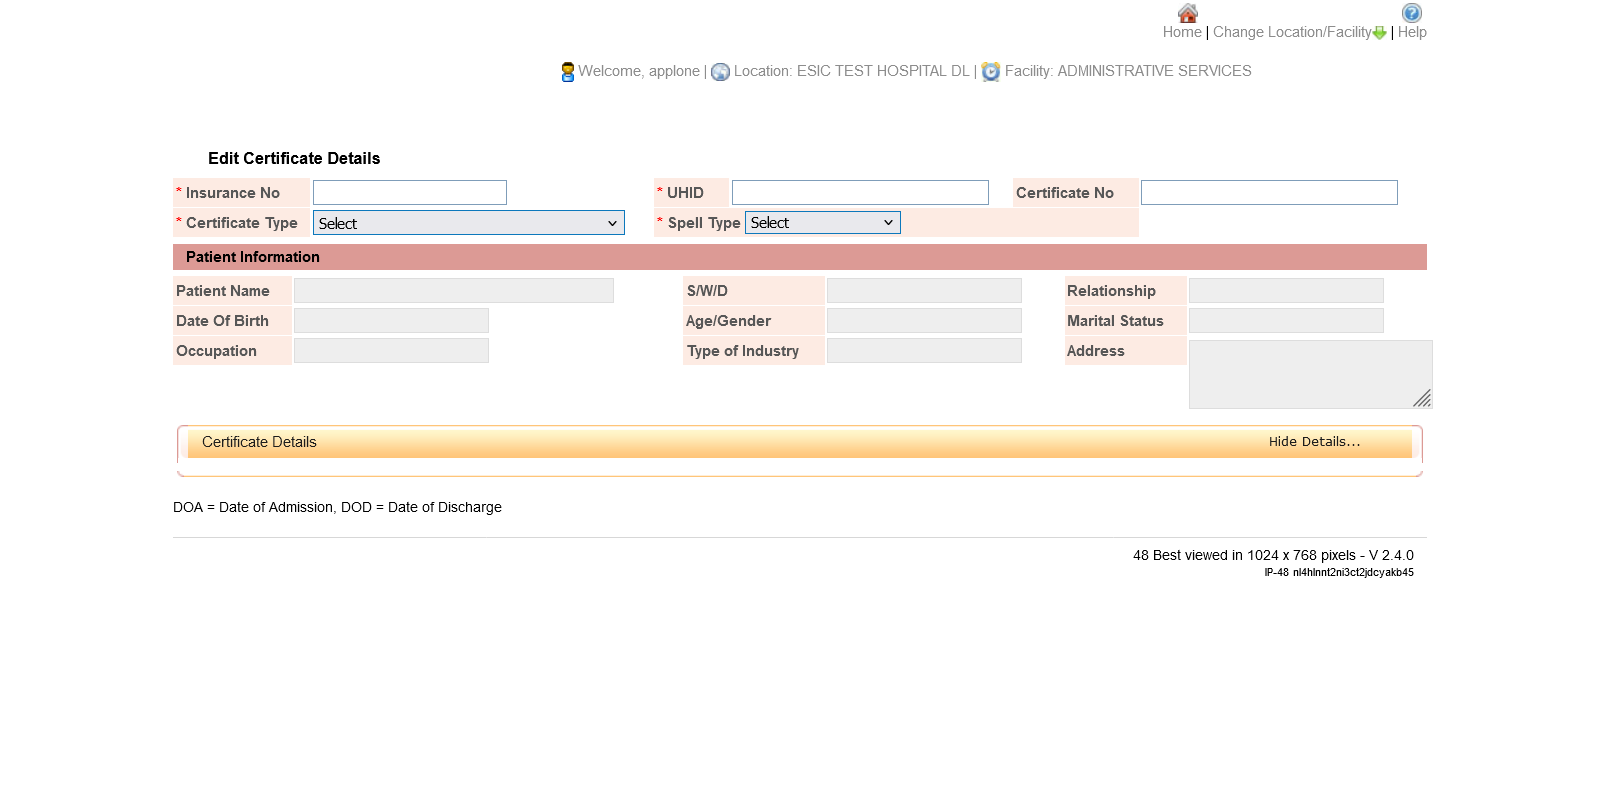 Home | Change Location/Facility | Help
Welcome, applone | Location: ESIC TEST HOSPITAL DL | Facility: ADMINISTRATIVE SERVICES
Edit Certificate Details
* Insurance No * UHID Certificate No
* Certificate Type Select * Spell Type Select
Patient Information
Patient Name S/W/D Relationship
Date Of Birth Age/Gender Marital Status
Occupation Type of Industry Address
Certificate Details Hide Details...
DOA = Date of Admission, DOD = Date of Discharge
48 Best viewed in 1024 x 768 pixels - V 2.4.0
IP-48 nl4hlnnt2ni3ct2jdcyakb45